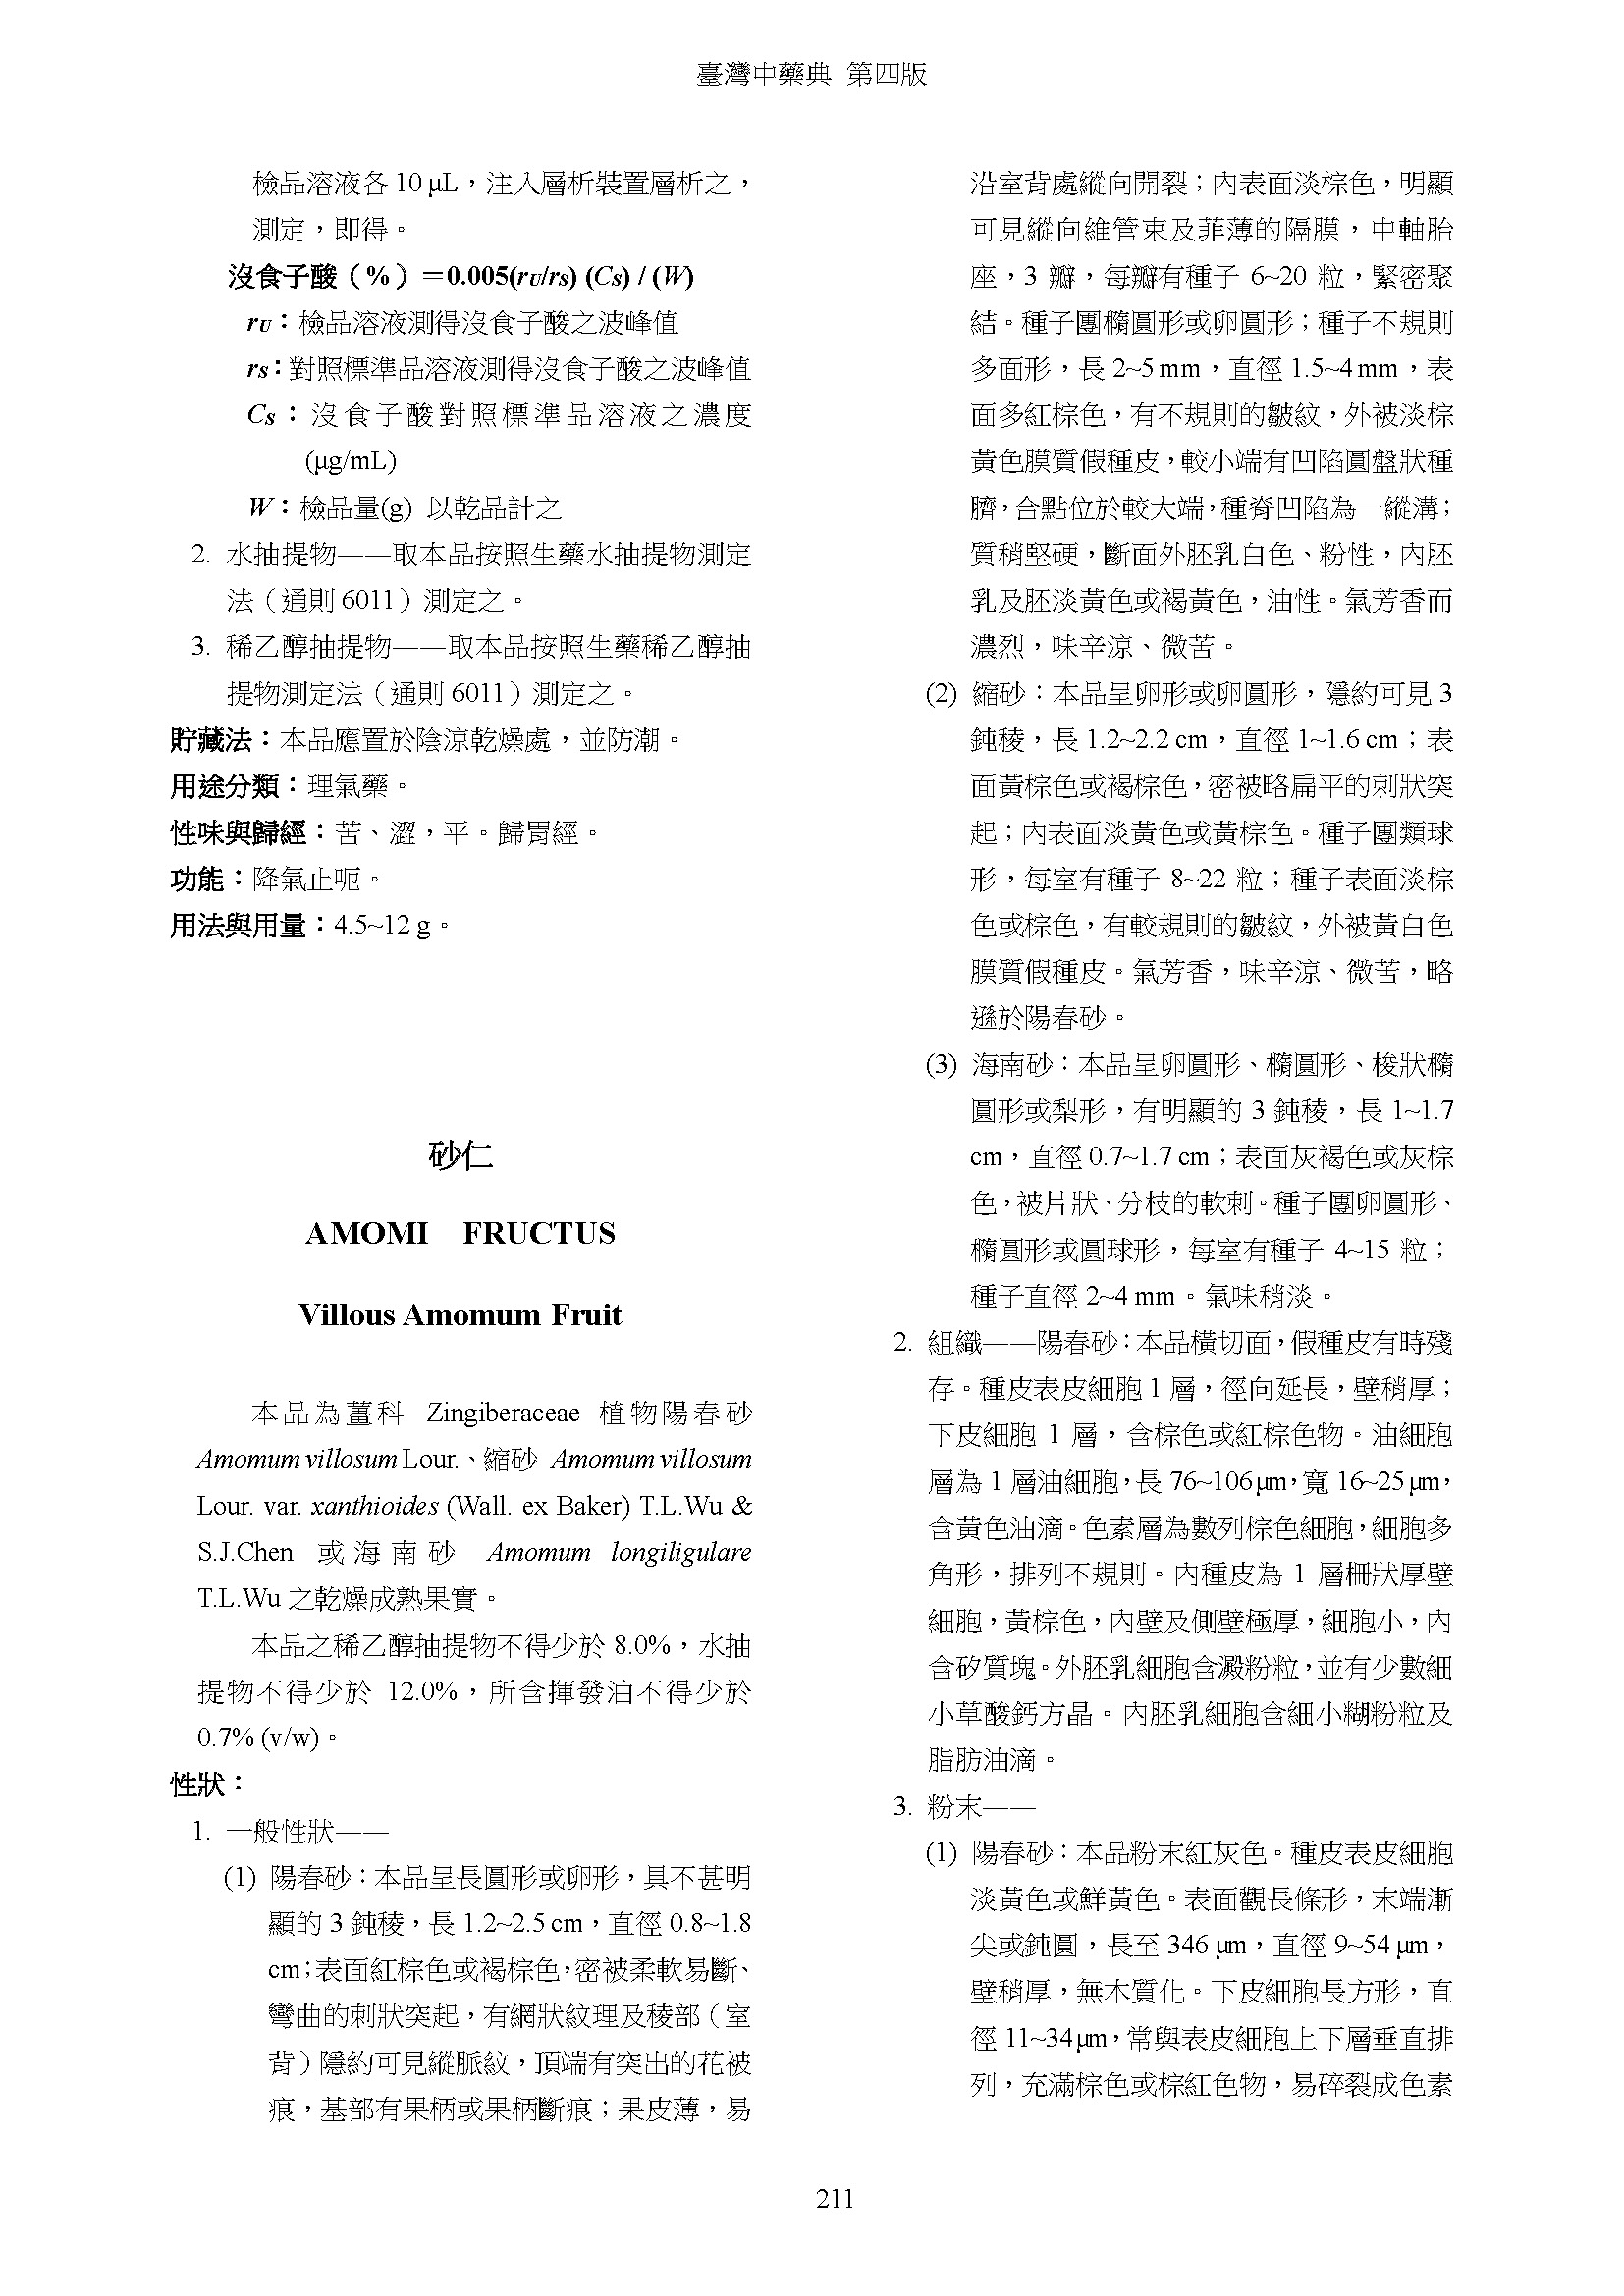 臺灣中藥典 第四版
檢品溶液各 10 μL，注入層析裝置層析之，
測定，即得。
沒食子酸（%）＝0.005(rU/rS) (CS) / (W)
rU：檢品溶液測得沒食子酸之波峰值
rS：對照標準品溶液測得沒食子酸之波峰值
CS：沒食子酸對照標準品溶液之濃度
(μg/mL)
W：檢品量(g) 以乾品計之
2. 水抽提物——取本品按照生藥水抽提物測定
法（通則 6011）測定之。
3. 稀乙醇抽提物——取本品按照生藥稀乙醇抽
提物測定法（通則 6011）測定之。
貯藏法：本品應置於陰涼乾燥處，並防潮。
用途分類：理氣藥。
性味與歸經：苦、澀，平。歸胃經。
功能：降氣止呃。
用法與用量：4.5~12 g。
砂仁
AMOMI FRUCTUS
Villous Amomum Fruit
本品為薑科 Zingiberaceae 植物陽春砂
Amomum villosum Lour.、縮砂 Amomum villosum
Lour. var. xanthioides (Wall. ex Baker) T.L.Wu &
S.J.Chen 或海南砂 Amomum longiligulare
T.L.Wu 之乾燥成熟果實。
本品之稀乙醇抽提物不得少於 8.0%，水抽
提物不得少於 12.0%，所含揮發油不得少於
0.7% (v/w)。
性狀：
1. 一般性狀——
(1) 陽春砂：本品呈長圓形或卵形，具不甚明
顯的 3 鈍稜，長 1.2~2.5 cm，直徑 0.8~1.8
cm；表面紅棕色或褐棕色，密被柔軟易斷、
彎曲的刺狀突起，有網狀紋理及稜部（室
背）隱約可見縱脈紋，頂端有突出的花被
痕，基部有果柄或果柄斷痕；果皮薄，易
沿室背處縱向開裂；內表面淡棕色，明顯
可見縱向維管束及菲薄的隔膜，中軸胎
座，3 瓣，每瓣有種子 6~20 粒，緊密聚
結。種子團橢圓形或卵圓形；種子不規則
多面形，長 2~5 mm，直徑 1.5~4 mm，表
面多紅棕色，有不規則的皺紋，外被淡棕
黃色膜質假種皮，較小端有凹陷圓盤狀種
臍，合點位於較大端，種脊凹陷為一縱溝；
質稍堅硬，斷面外胚乳白色、粉性，內胚
乳及胚淡黃色或褐黃色，油性。氣芳香而
濃烈，味辛涼、微苦。
(2) 縮砂：本品呈卵形或卵圓形，隱約可見 3
鈍稜，長 1.2~2.2 cm，直徑 1~1.6 cm；表
面黃棕色或褐棕色，密被略扁平的刺狀突
起；內表面淡黃色或黃棕色。種子團類球
形，每室有種子 8~22 粒；種子表面淡棕
色或棕色，有較規則的皺紋，外被黃白色
膜質假種皮。氣芳香，味辛涼、微苦，略
遜於陽春砂。
(3) 海南砂：本品呈卵圓形、橢圓形、梭狀橢
圓形或梨形，有明顯的 3 鈍稜，長 1~1.7
cm，直徑 0.7~1.7 cm；表面灰褐色或灰棕
色，被片狀、分枝的軟刺。種子團卵圓形、
橢圓形或圓球形，每室有種子 4~15 粒；
種子直徑 2~4 mm。氣味稍淡。
2. 組織——陽春砂：本品橫切面，假種皮有時殘
存。種皮表皮細胞 1 層，徑向延長，壁稍厚；
下皮細胞 1 層，含棕色或紅棕色物。油細胞
層為 1 層油細胞，長 76~106 μm，寬 16~25 μm，
含黃色油滴。色素層為數列棕色細胞，細胞多
角形，排列不規則。內種皮為 1 層柵狀厚壁
細胞，黃棕色，內壁及側壁極厚，細胞小，內
含矽質塊。外胚乳細胞含澱粉粒，並有少數細
小草酸鈣方晶。內胚乳細胞含細小糊粉粒及
脂肪油滴。
3. 粉末——
(1) 陽春砂：本品粉末紅灰色。種皮表皮細胞
淡黃色或鮮黃色。表面觀長條形，末端漸
尖或鈍圓，長至 346 μm，直徑 9~54 μm，
壁稍厚，無木質化。下皮細胞長方形，直
徑 11~34 μm，常與表皮細胞上下層垂直排
列，充滿棕色或棕紅色物，易碎裂成色素
211